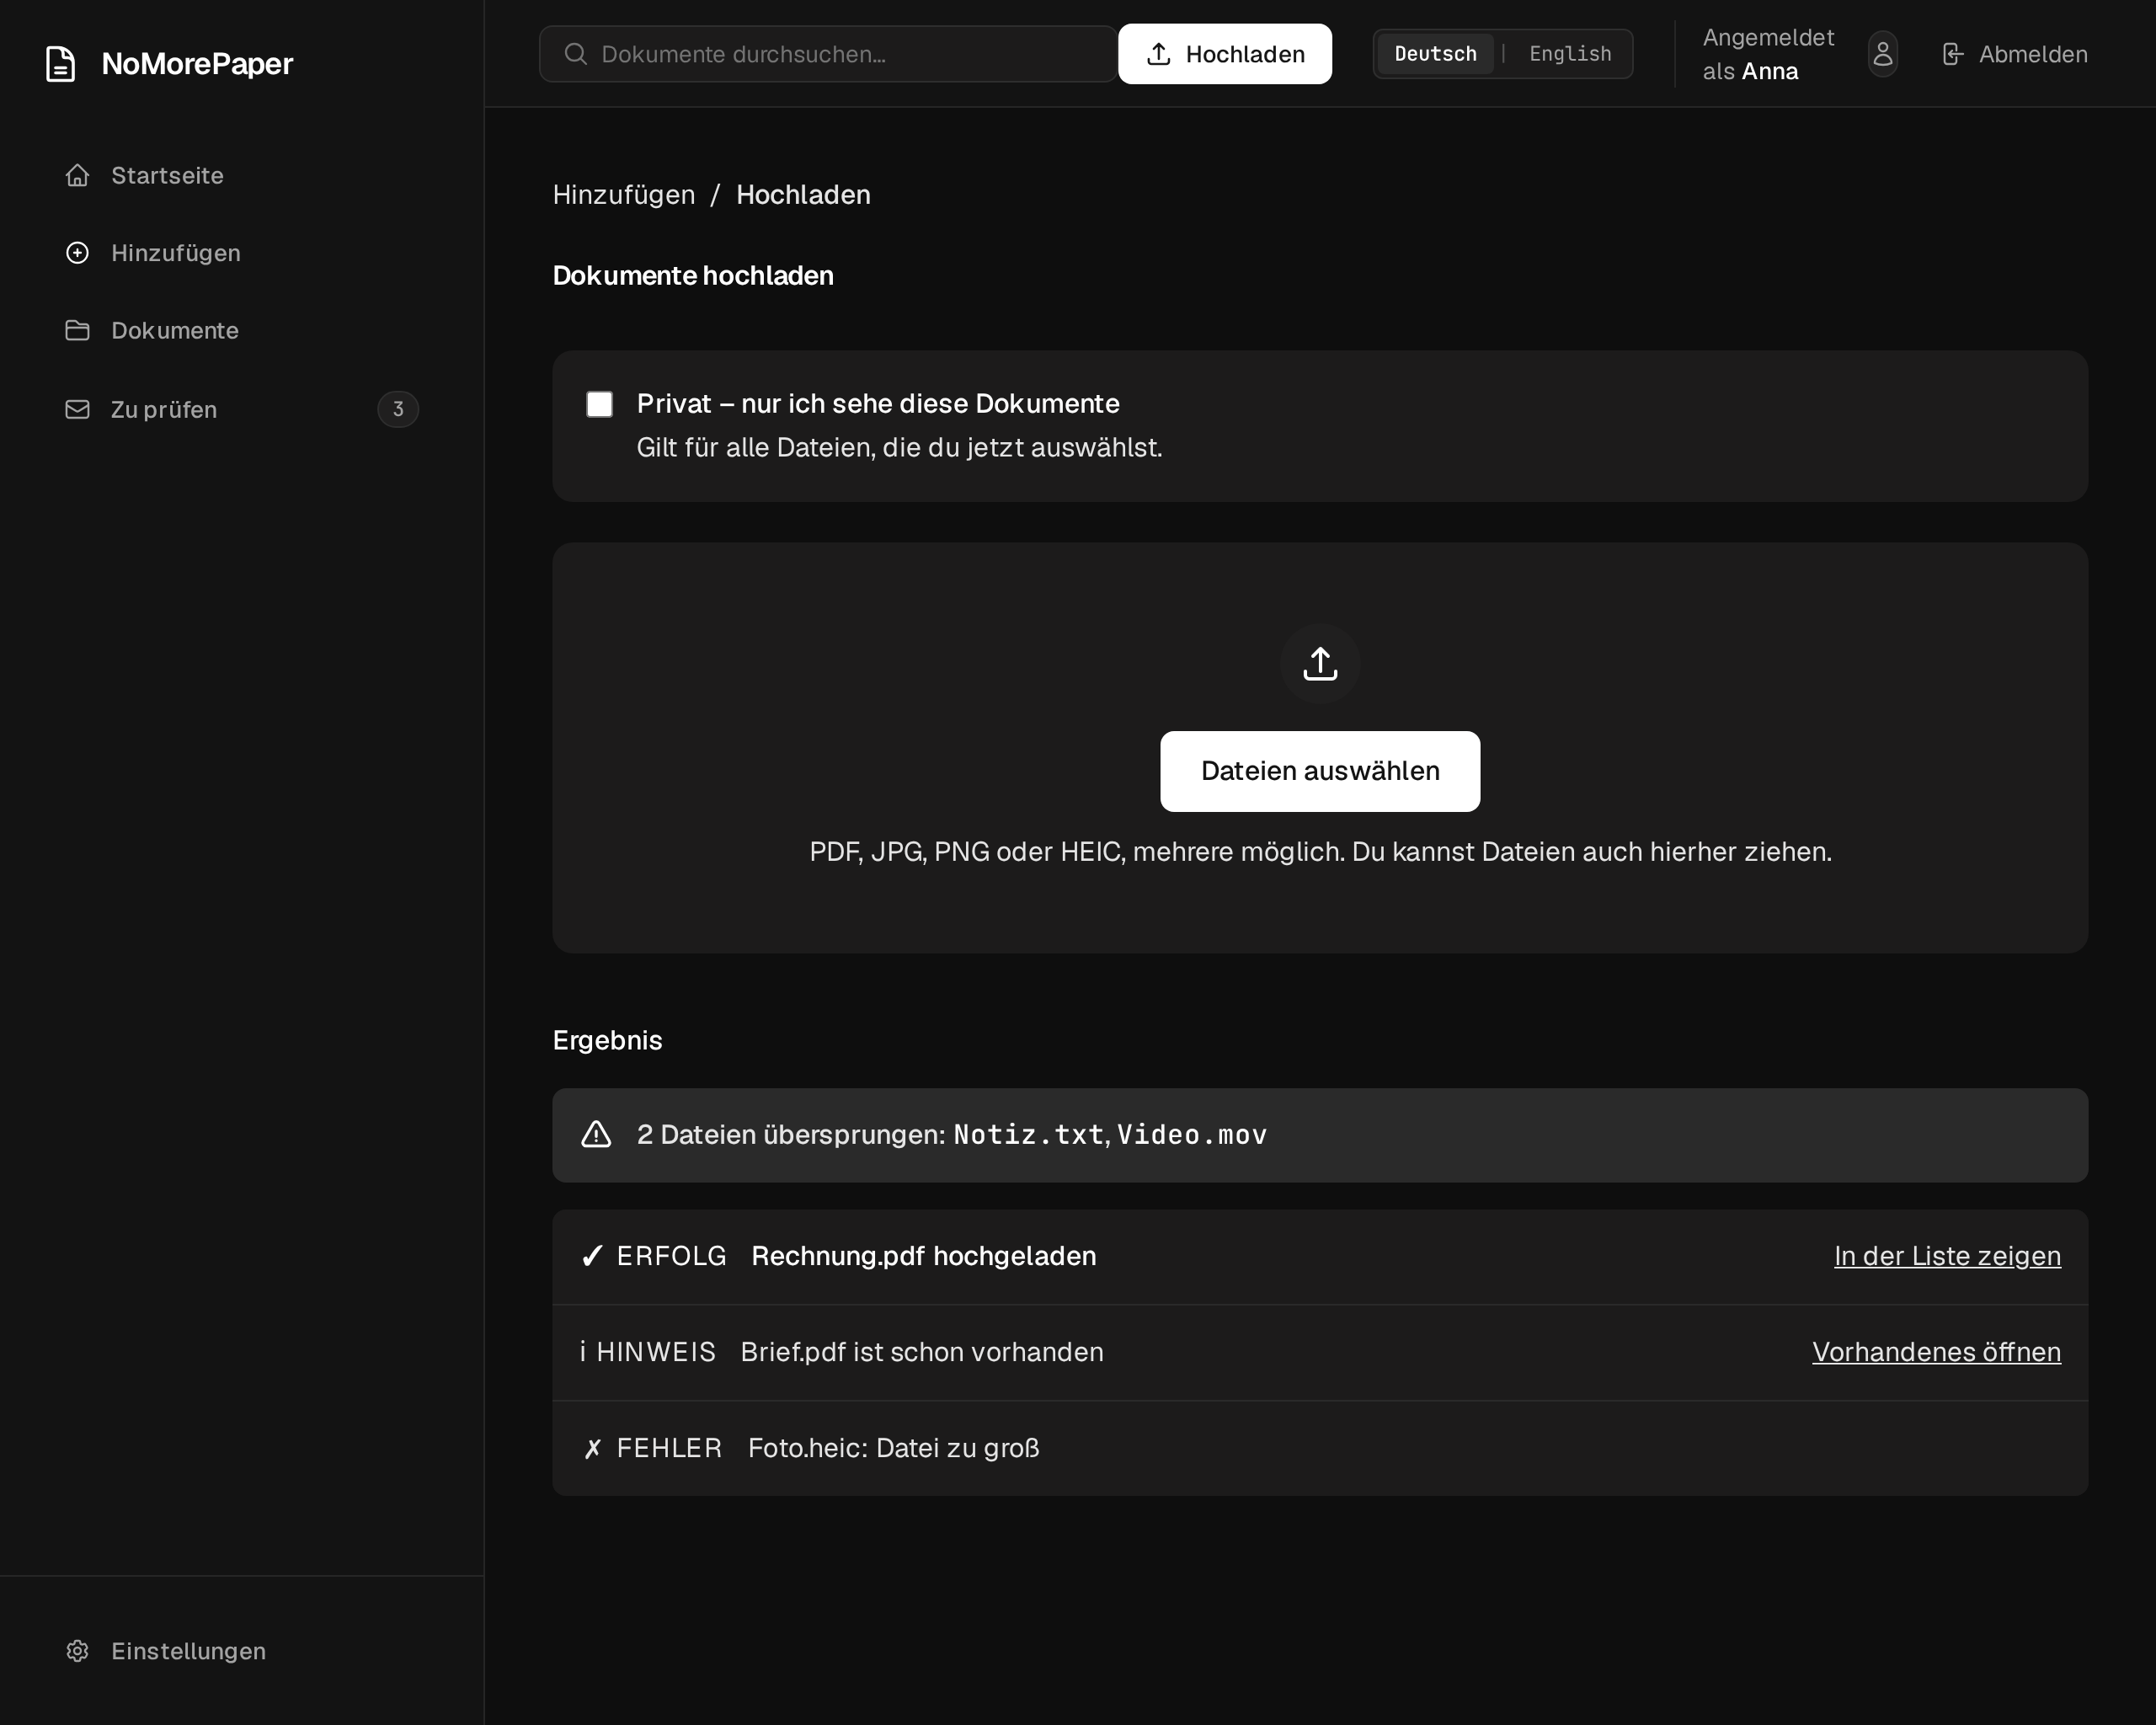 NoMorePaper
Dokumente durchsuchen...
Hochladen
Deutsch | English
Angemeldet
als Anna
Abmelden
Startseite
Hinzufügen
Dokumente
Zu prüfen 3
Einstellungen
Hinzufügen / Hochladen
Dokumente hochladen
Privat – nur ich sehe diese Dokumente
Gilt für alle Dateien, die du jetzt auswählst.
Dateien auswählen
PDF, JPG, PNG oder HEIC, mehrere möglich. Du kannst Dateien auch hierher ziehen.
Ergebnis
2 Dateien übersprungen: Notiz.txt, Video.mov
✓ ERFOLG Rechnung.pdf hochgeladen In der Liste zeigen
i HINWEIS Brief.pdf ist schon vorhanden Vorhandenes öffnen
✗ FEHLER Foto.heic: Datei zu groß